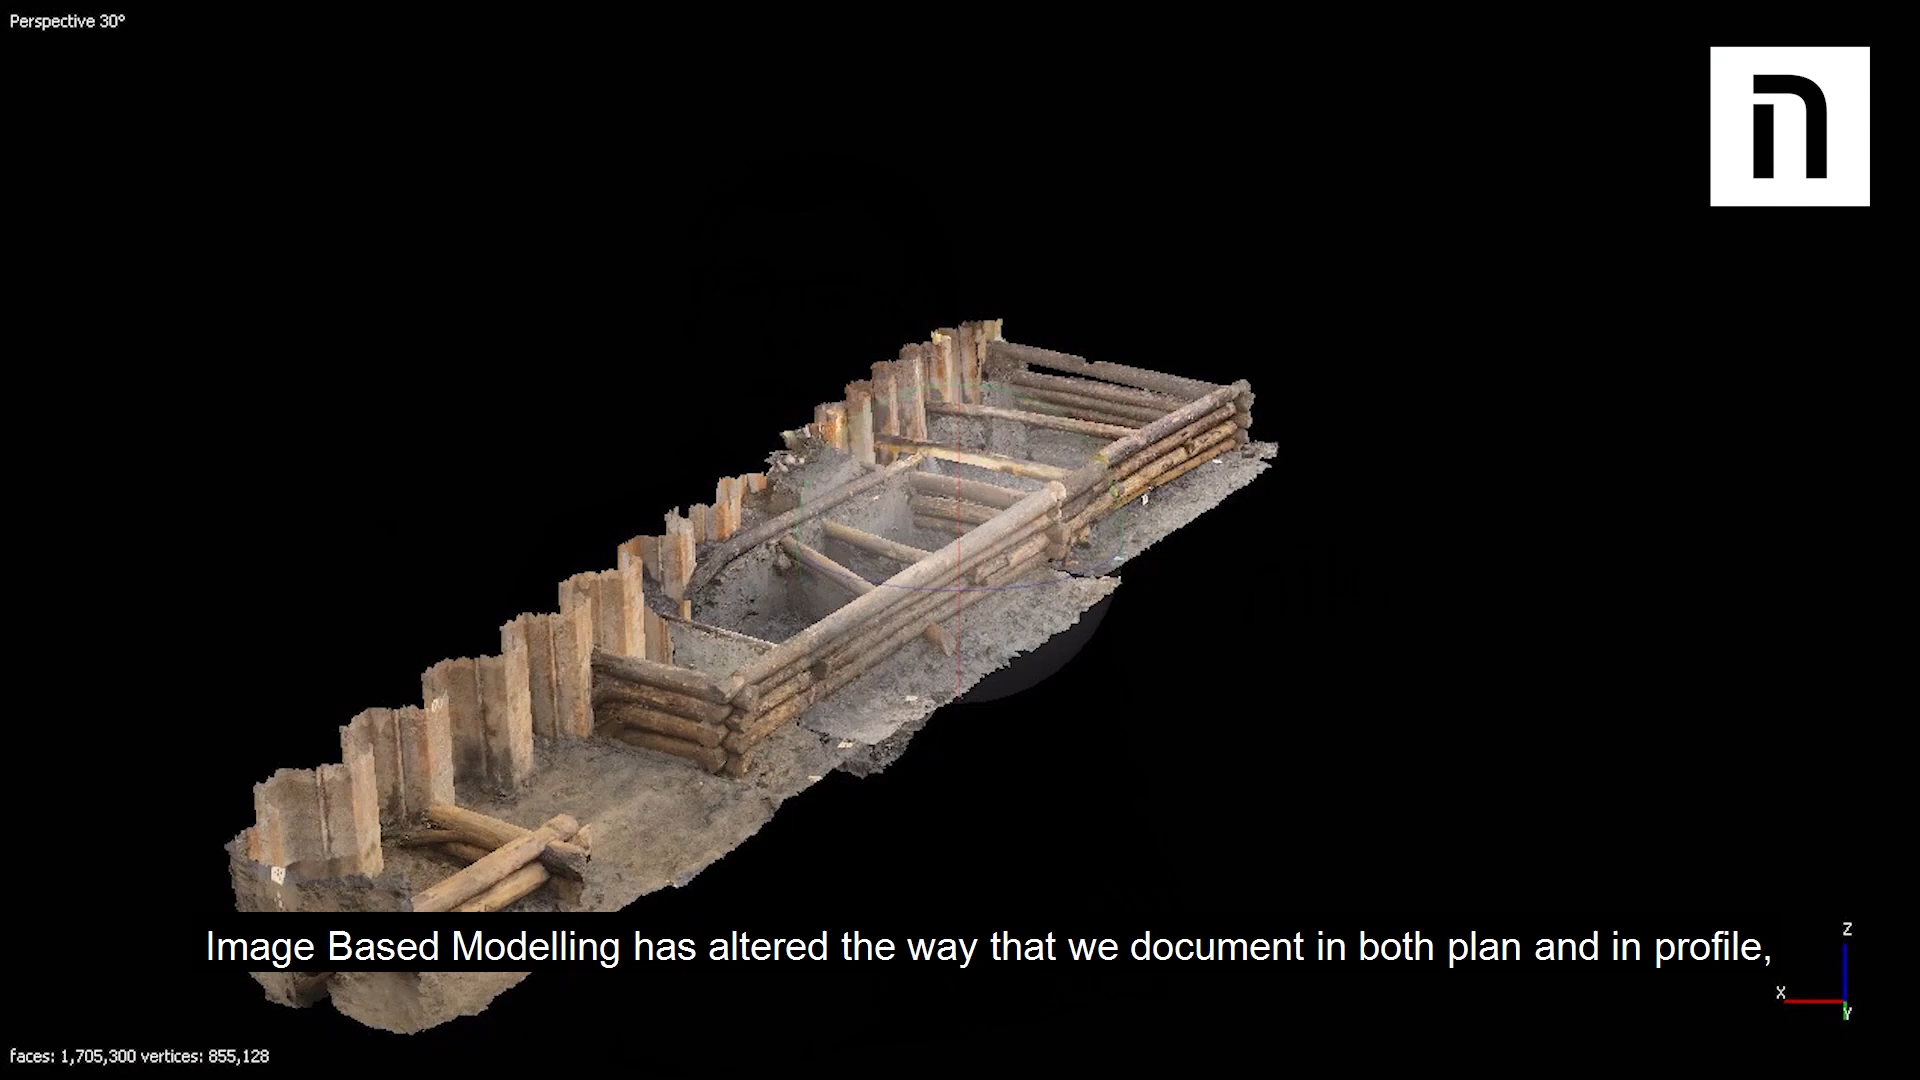 Perspective 30°
Image Based Modelling has altered the way that we document in both plan and in profile,
Z
X
Y
faces: 1,705,300 vertices: 855,128